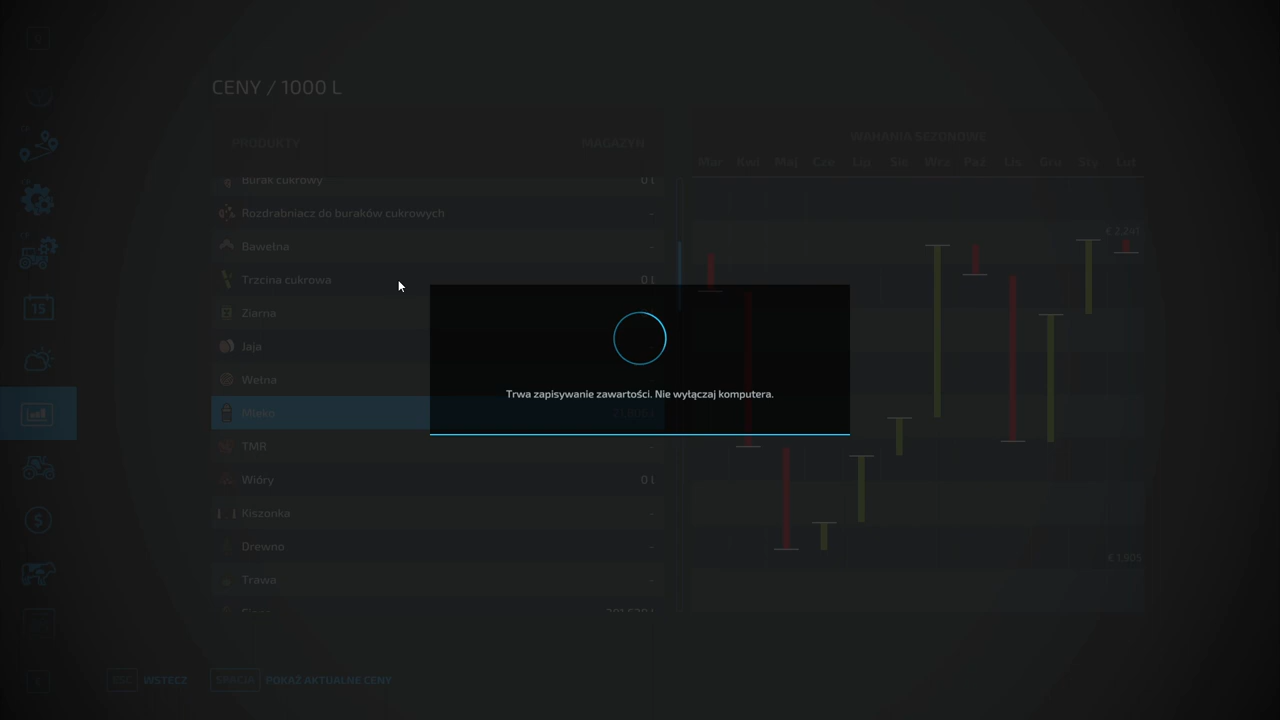 CENY / 1000 L
PRODUKTY MAGAZYN
Burak cukrowy 0 l
Rozdrabniacz do buraków cukrowych -
Bawełna -
Trzcina cukrowa 0 l
Ziarna
Jaja
Wełna
Mleko
TMR -
Wióry 0 l
Kiszonka -
Drewno -
Trawa -
WAHANIA SEZONOWE
Mar Kwi Maj Cze Lip Sie Wrz Paź Lis Gru Sty Lut
€ 2.241
€ 1.905
Trwa zapisywanie zawartości. Nie wyłączaj komputera.
15
ESC WSTECZ SPACJA POKAŻ AKTUALNE CENY